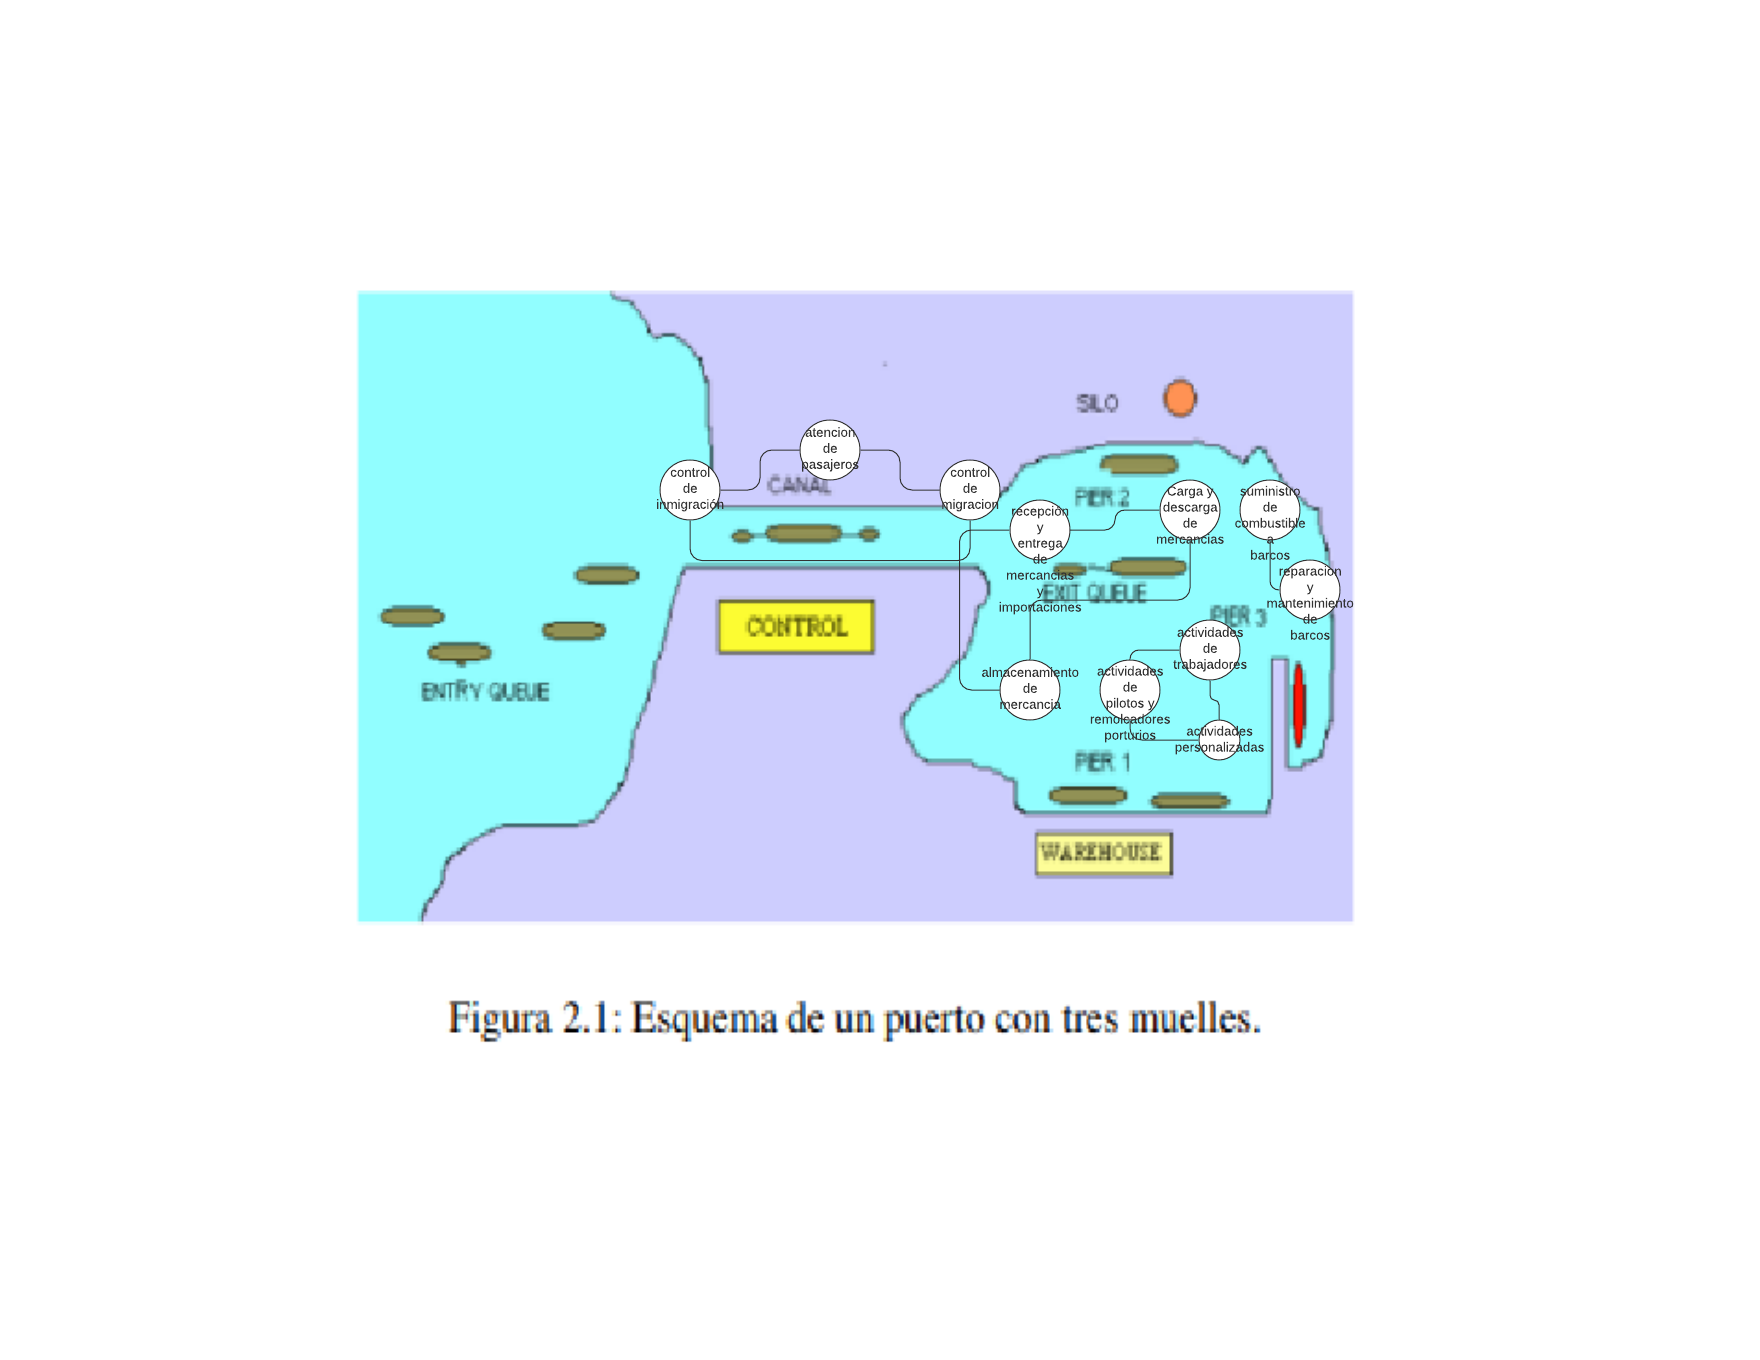 SILO
atencion
de
pasajeros
control
de
inmigración
CANAL
control
de
migracion
PIER 2
recepción
y
entrega
de
mercancias
y
importaciones
Carga y
descarga
de
mercancias
suministro
de
combustible
a
barcos
reparacion
y
mantenimiento
de
barcos
EXIT QUEUE
PIER 3
CONTROL
actividades
de
trabajadores
almacenamiento
de
mercancia
actividades
de
pilotos y
remolcadores
porturios
ENTRY QUEUE
actividades
personalizadas
PIER 1
WAREHOUSE
Figura 2.1: Esquema de un puerto con tres muelles.